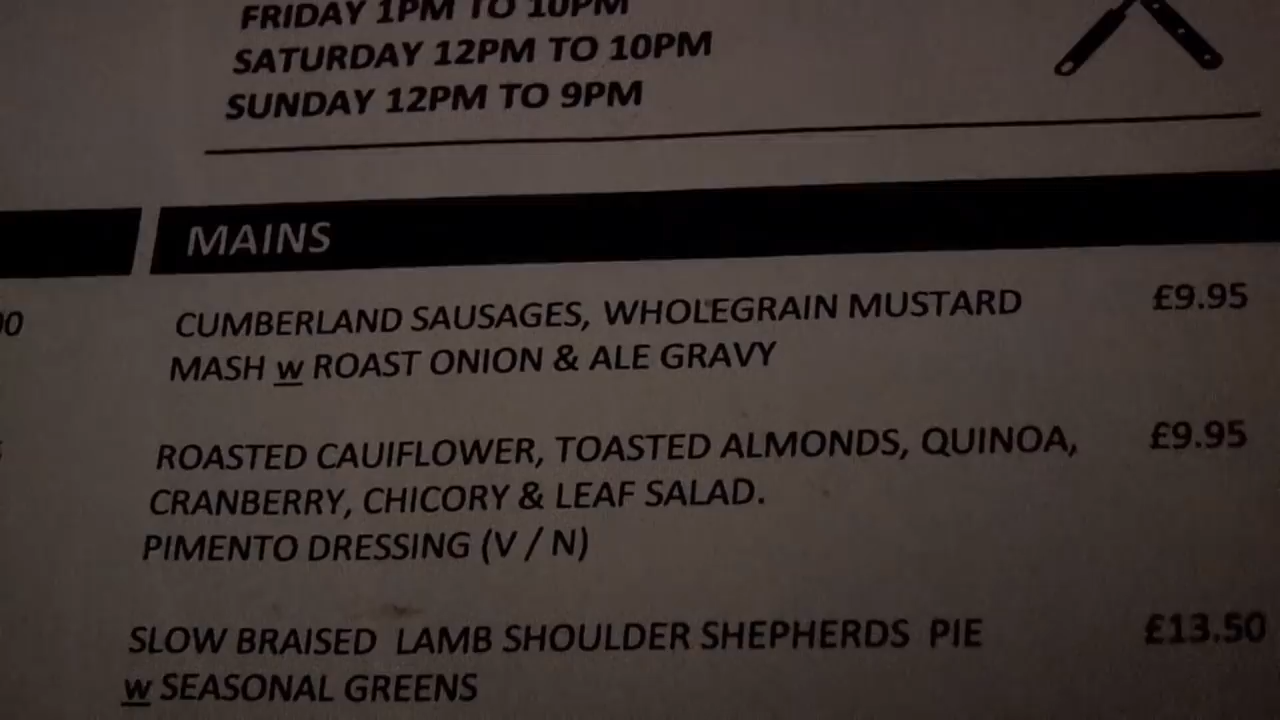 FRIDAY 1PM TO 10PM
SATURDAY 12PM TO 10PM
SUNDAY 12PM TO 9PM
MAINS
CUMBERLAND SAUSAGES, WHOLEGRAIN MUSTARD £9.95
MASH w ROAST ONION & ALE GRAVY
ROASTED CAUIFLOWER, TOASTED ALMONDS, QUINOA, £9.95
CRANBERRY, CHICORY & LEAF SALAD.
PIMENTO DRESSING (V / N)
SLOW BRAISED LAMB SHOULDER SHEPHERDS PIE £13.50
w SEASONAL GREENS